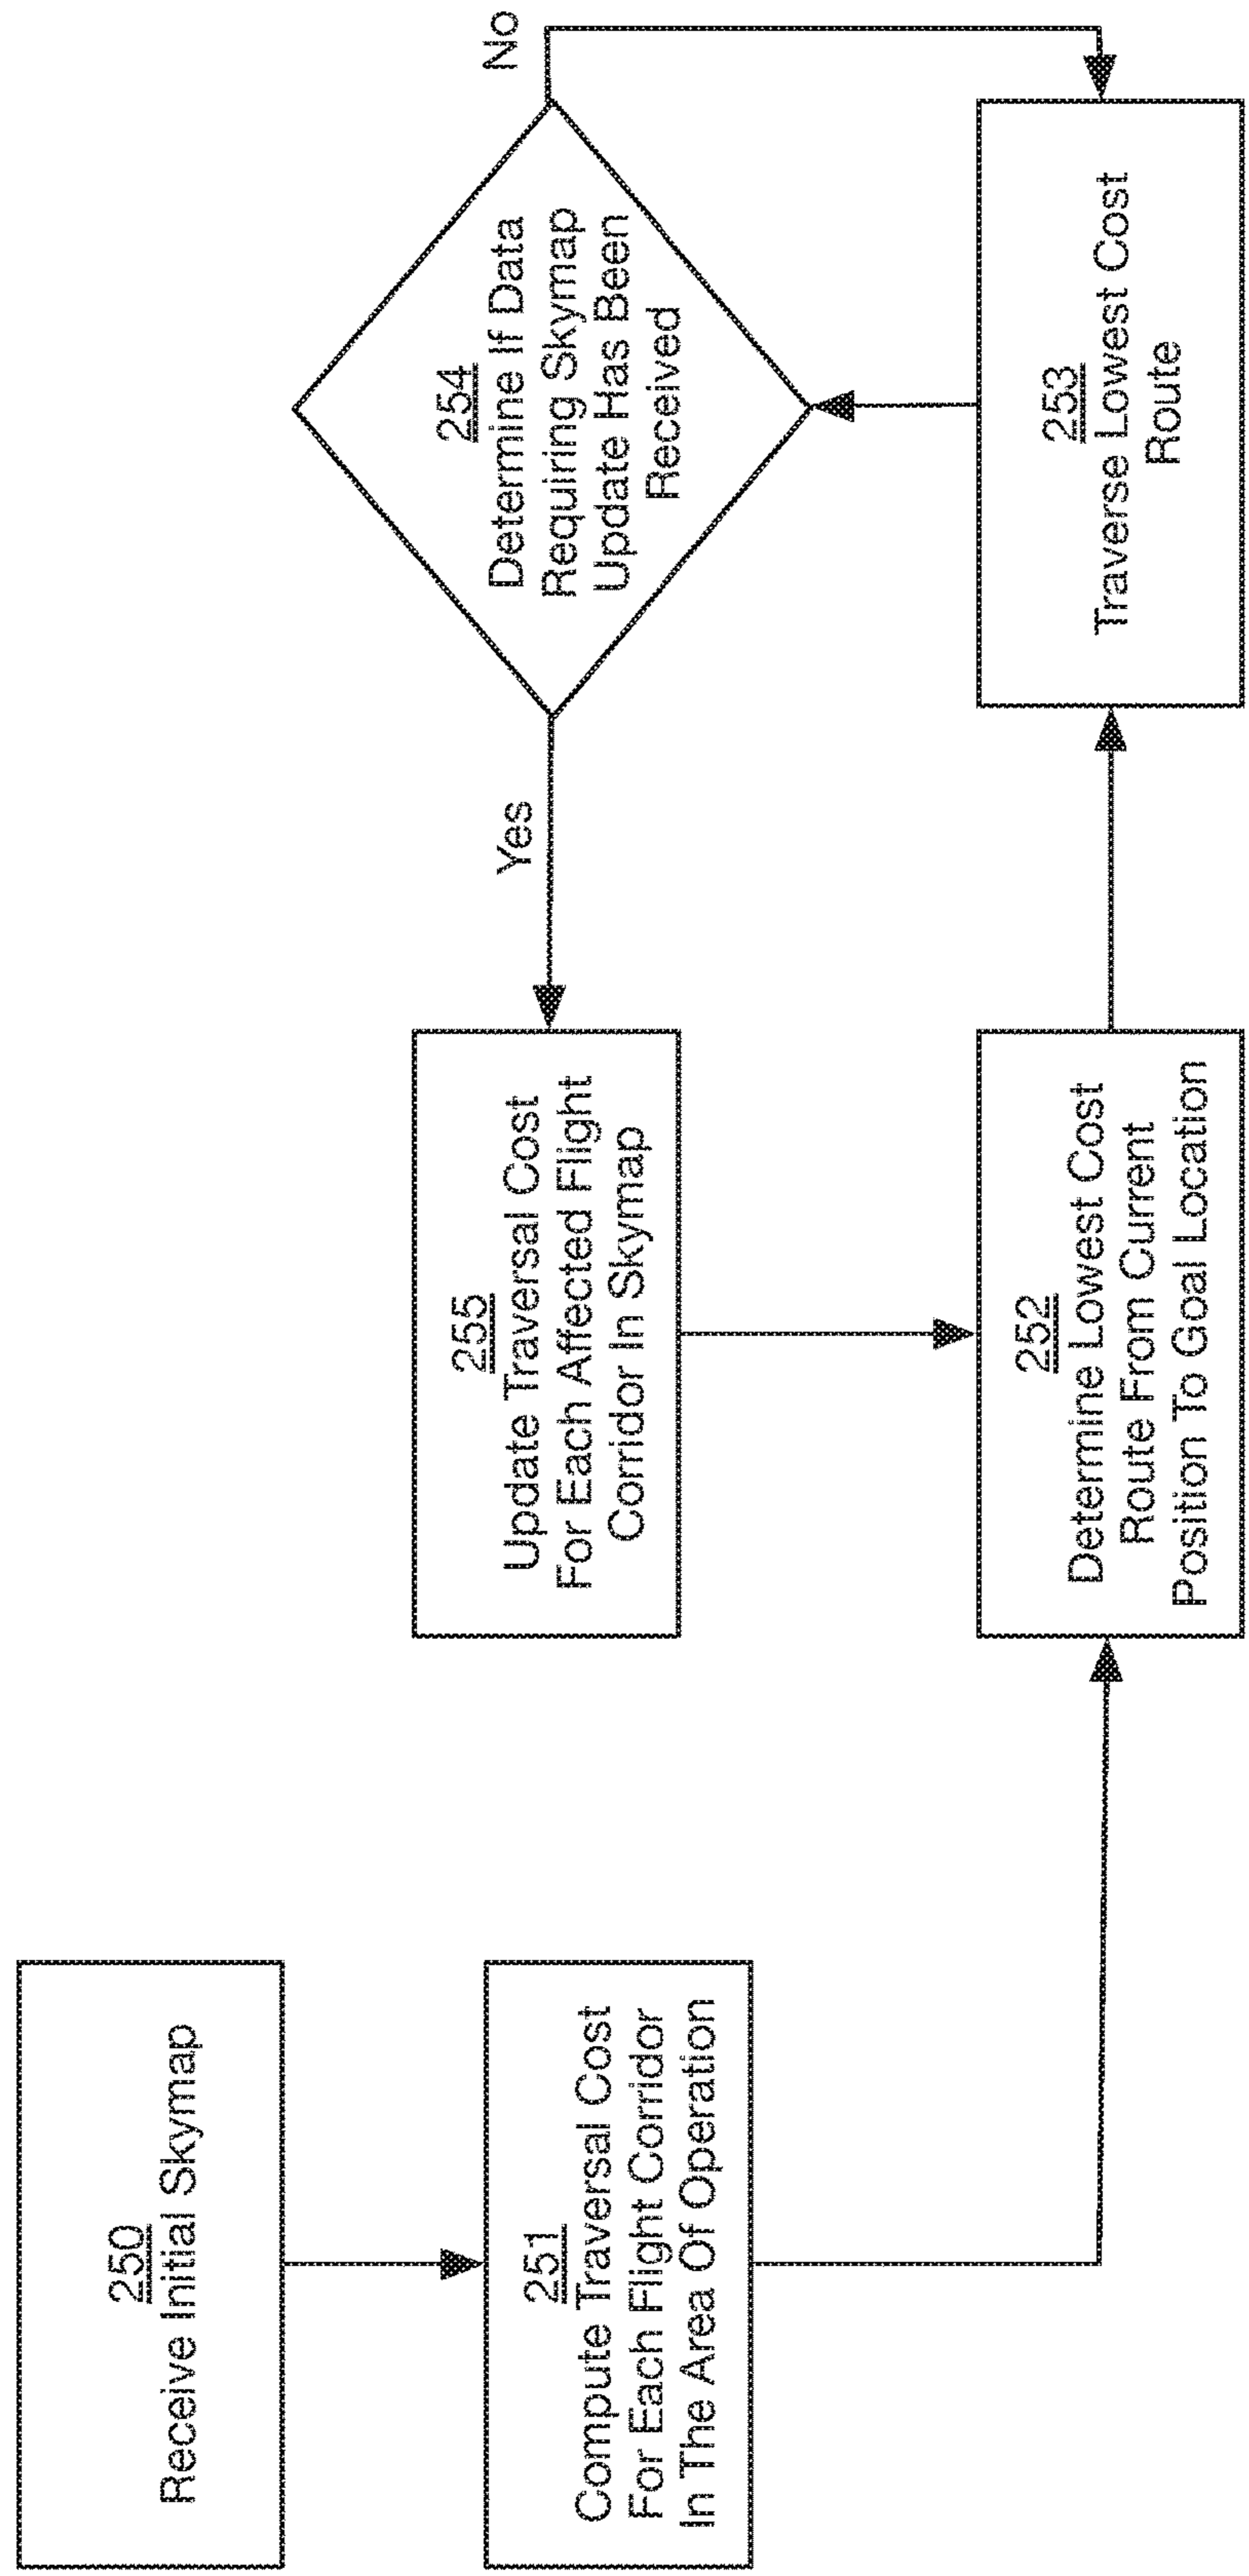 250
Receive Initial Skymap
251
Compute Traversal Cost
For Each Flight Corridor
In The Area Of Operation
252
Determine Lowest Cost
Route From Current
Position To Goal Location
253
Traverse Lowest Cost
Route
254
Determine If Data
Requiring Skymap
Update Has Been
Received
No
Yes
255
Update Traversal Cost
For Each Affected Flight
Corridor In Skymap